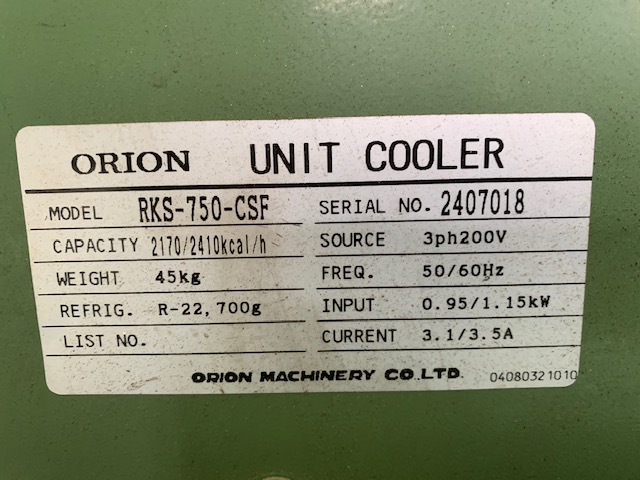 ORION UNIT COOLER
MODEL RKS-750-CSF SERIAL NO. 2407018
CAPACITY 2170/2410kcal/h SOURCE 3ph200V
WEIGHT 45kg FREQ. 50/60Hz
REFRIG. R-22, 700g INPUT 0.95/1.15kW
LIST NO. CURRENT 3.1/3.5A
ORION MACHINERY CO.,LTD. 04080321010